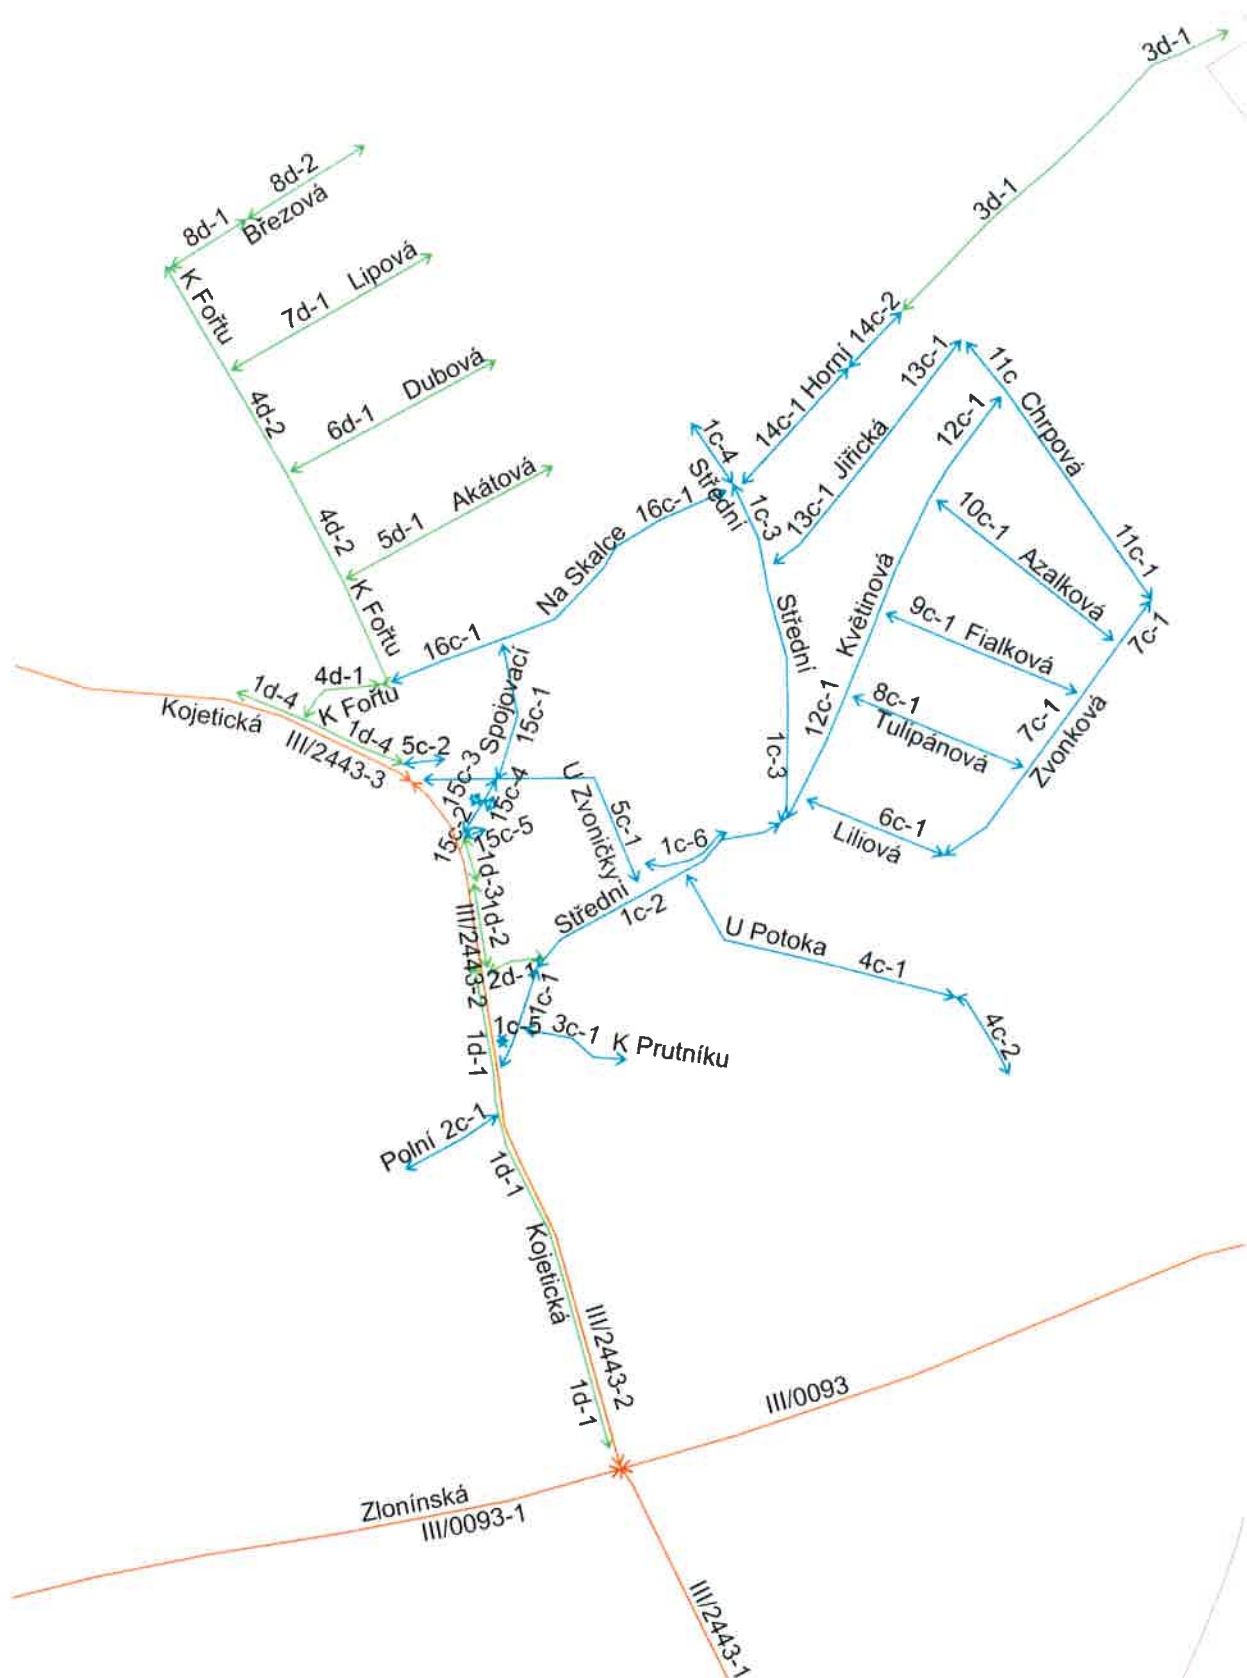 3d-1
8d-2
8d-1
Březová
3d-1
K Fořtu
7d-1 Lipová
14c-2
Horní
14c-1
13c-1
11c Chrpová
4d-2
6d-1 Dubová
12c-1
1c-4
Střední
Jiřická
13c-1
5d-1 Akátová
16c-1
1c-3
10c-1 Azalková
11c-1
4d-2
Na Skalce
K Fořtu
Střední
Květinová
9c-1 Fialková
7c-1
16c-1
4d-1
K Fořtu
1d-4
Kojetická
Spojovací
15c-1
12c-1
8c-1
Tulipánová
7c-1
Zvonková
1d-4
III/2443-3
5c-2
15c-3
15c-4
U Zvoničky
5c-1
1c-3
15c-2
15c-5
1c-6
6c-1
Liliová
1d-3
1d-2
Střední
1c-2
III/2443-2
2d-1
U Potoka
4c-1
1c-1
1c-5
3c-1
K Prutníku
4c-2
1d-1
Polní 2c-1
1d-1
Kojetická
III/2443-2
1d-1
III/0093
Zlonínská
III/0093-1
III/2443-1